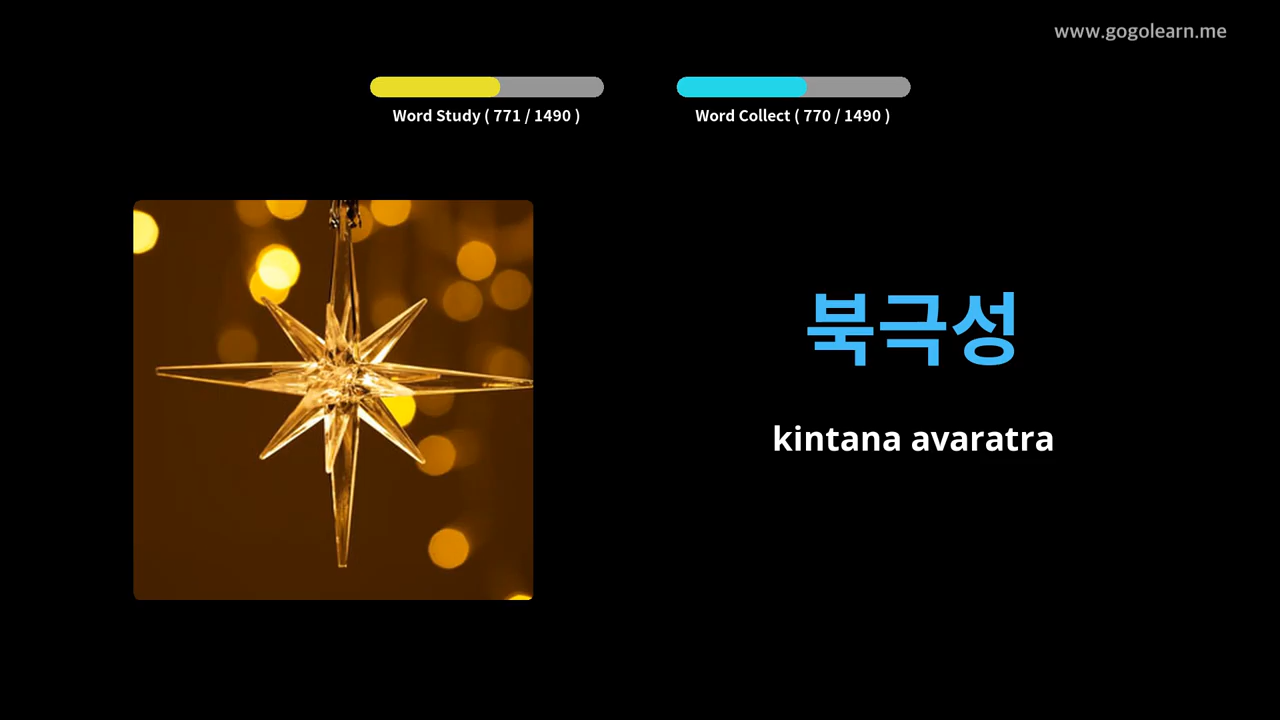 www.gogolearn.me
Word Study ( 771 / 1490 )
Word Collect ( 770 / 1490 )
북극성
kintana avaratra